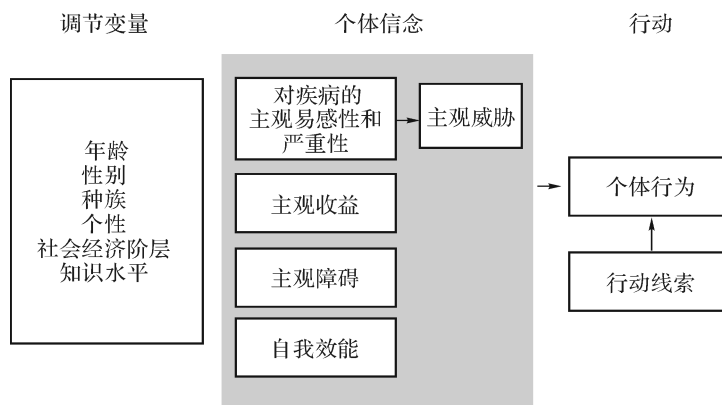 调节变量
个体信念
行动
年龄
性别
种族
个性
社会经济阶层
知识水平
对疾病的
主观易感性和
严重性
主观威胁
主观收益
主观障碍
自我效能
个体行为
行动线索